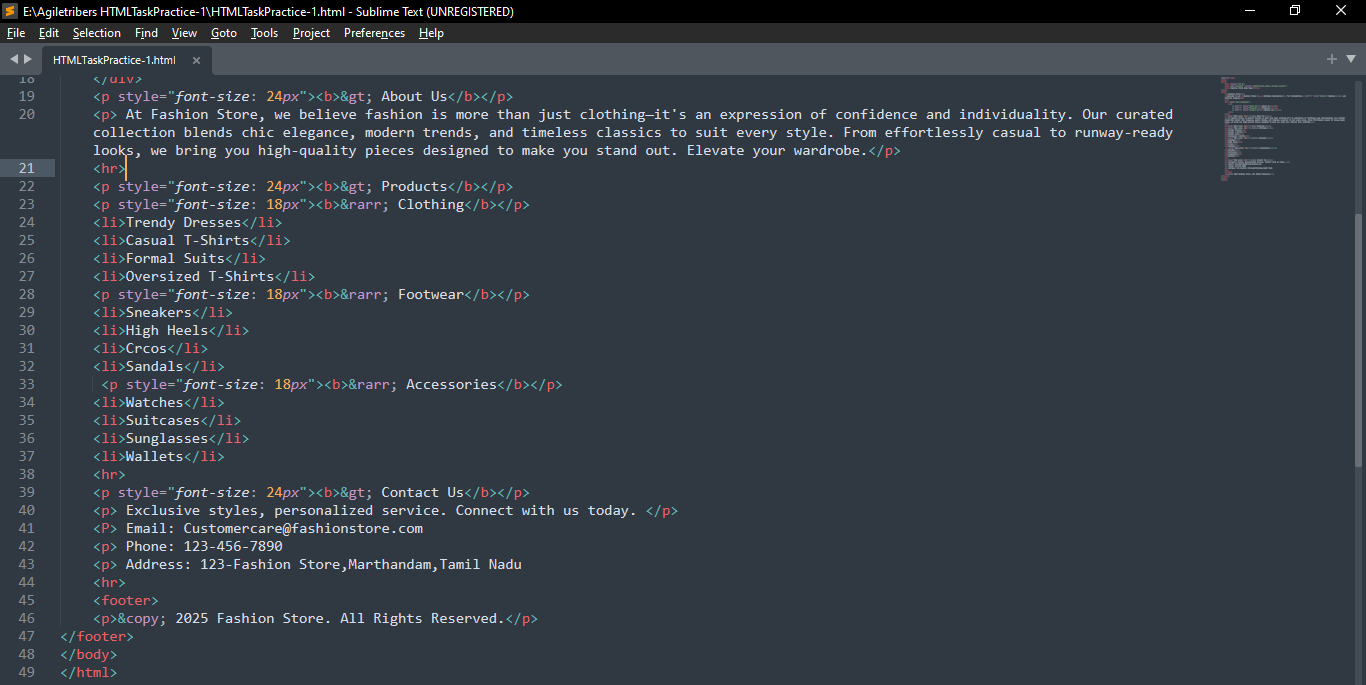 E:\Agiletribers HTMLTaskPractice-1\HTMLTaskPractice-1.html - Sublime Text (UNREGISTERED)
File Edit Selection Find View Goto Tools Project Preferences Help
HTMLTaskPractice-1.html ×
18 </div>
19 <p style="font-size: 24px"><b>&gt; About Us</b></p>
20 <p> At Fashion Store, we believe fashion is more than just clothing—it's an expression of confidence and individuality. Our curated
collection blends chic elegance, modern trends, and timeless classics to suit every style. From effortlessly casual to runway-ready
looks, we bring you high-quality pieces designed to make you stand out. Elevate your wardrobe.</p>
21 <hr>
22 <p style="font-size: 24px"><b>&gt; Products</b></p>
23 <p style="font-size: 18px"><b>&rarr; Clothing</b></p>
24 <li>Trendy Dresses</li>
25 <li>Casual T-Shirts</li>
26 <li>Formal Suits</li>
27 <li>Oversized T-Shirts</li>
28 <p style="font-size: 18px"><b>&rarr; Footwear</b></p>
29 <li>Sneakers</li>
30 <li>High Heels</li>
31 <li>Crcos</li>
32 <li>Sandals</li>
33 <p style="font-size: 18px"><b>&rarr; Accessories</b></p>
34 <li>Watches</li>
35 <li>Suitcases</li>
36 <li>Sunglasses</li>
37 <li>Wallets</li>
38 <hr>
39 <p style="font-size: 24px"><b>&gt; Contact Us</b></p>
40 <p> Exclusive styles, personalized service. Connect with us today. </p>
41 <P> Email: Customercare@fashionstore.com
42 <p> Phone: 123-456-7890
43 <p> Address: 123-Fashion Store,Marthandam,Tamil Nadu
44 <hr>
45 <footer>
46 <p>&copy; 2025 Fashion Store. All Rights Reserved.</p>
47 </footer>
48 </body>
49 </html>